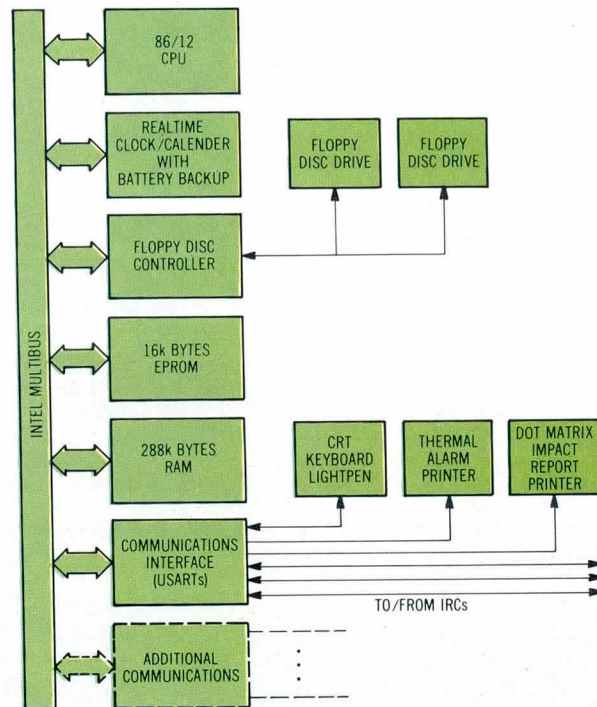 INTEL MULTIBUS
86/12
CPU
REALTIME
CLOCK/CALENDER
WITH
BATTERY BACKUP
FLOPPY
DISC DRIVE
FLOPPY
DISC DRIVE
FLOPPY DISC
CONTROLLER
16k BYTES
EPROM
288k BYTES
RAM
CRT
KEYBOARD
LIGHTPEN
THERMAL
ALARM
PRINTER
DOT MATRIX
IMPACT
REPORT
PRINTER
COMMUNICATIONS
INTERFACE
(USARTs)
TO/FROM IRCs
ADDITIONAL
COMMUNICATIONS